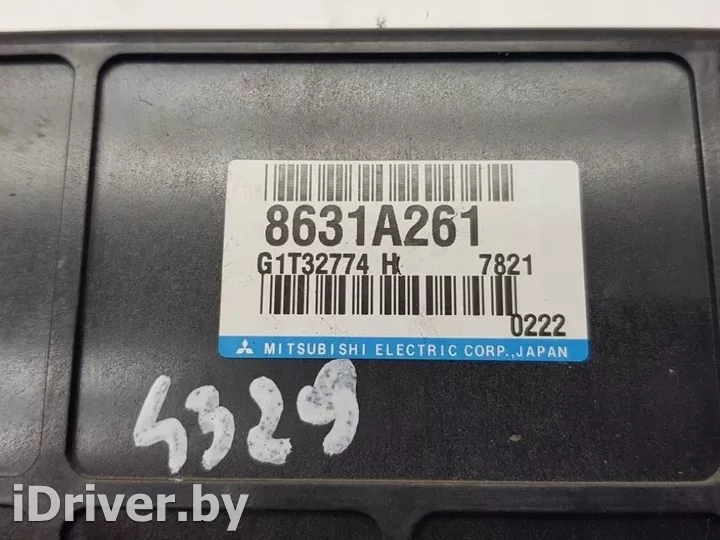 8631A261
G1T32774 H 7821
0222
MITSUBISHI ELECTRIC CORP.,JAPAN
4329
iDriver.by